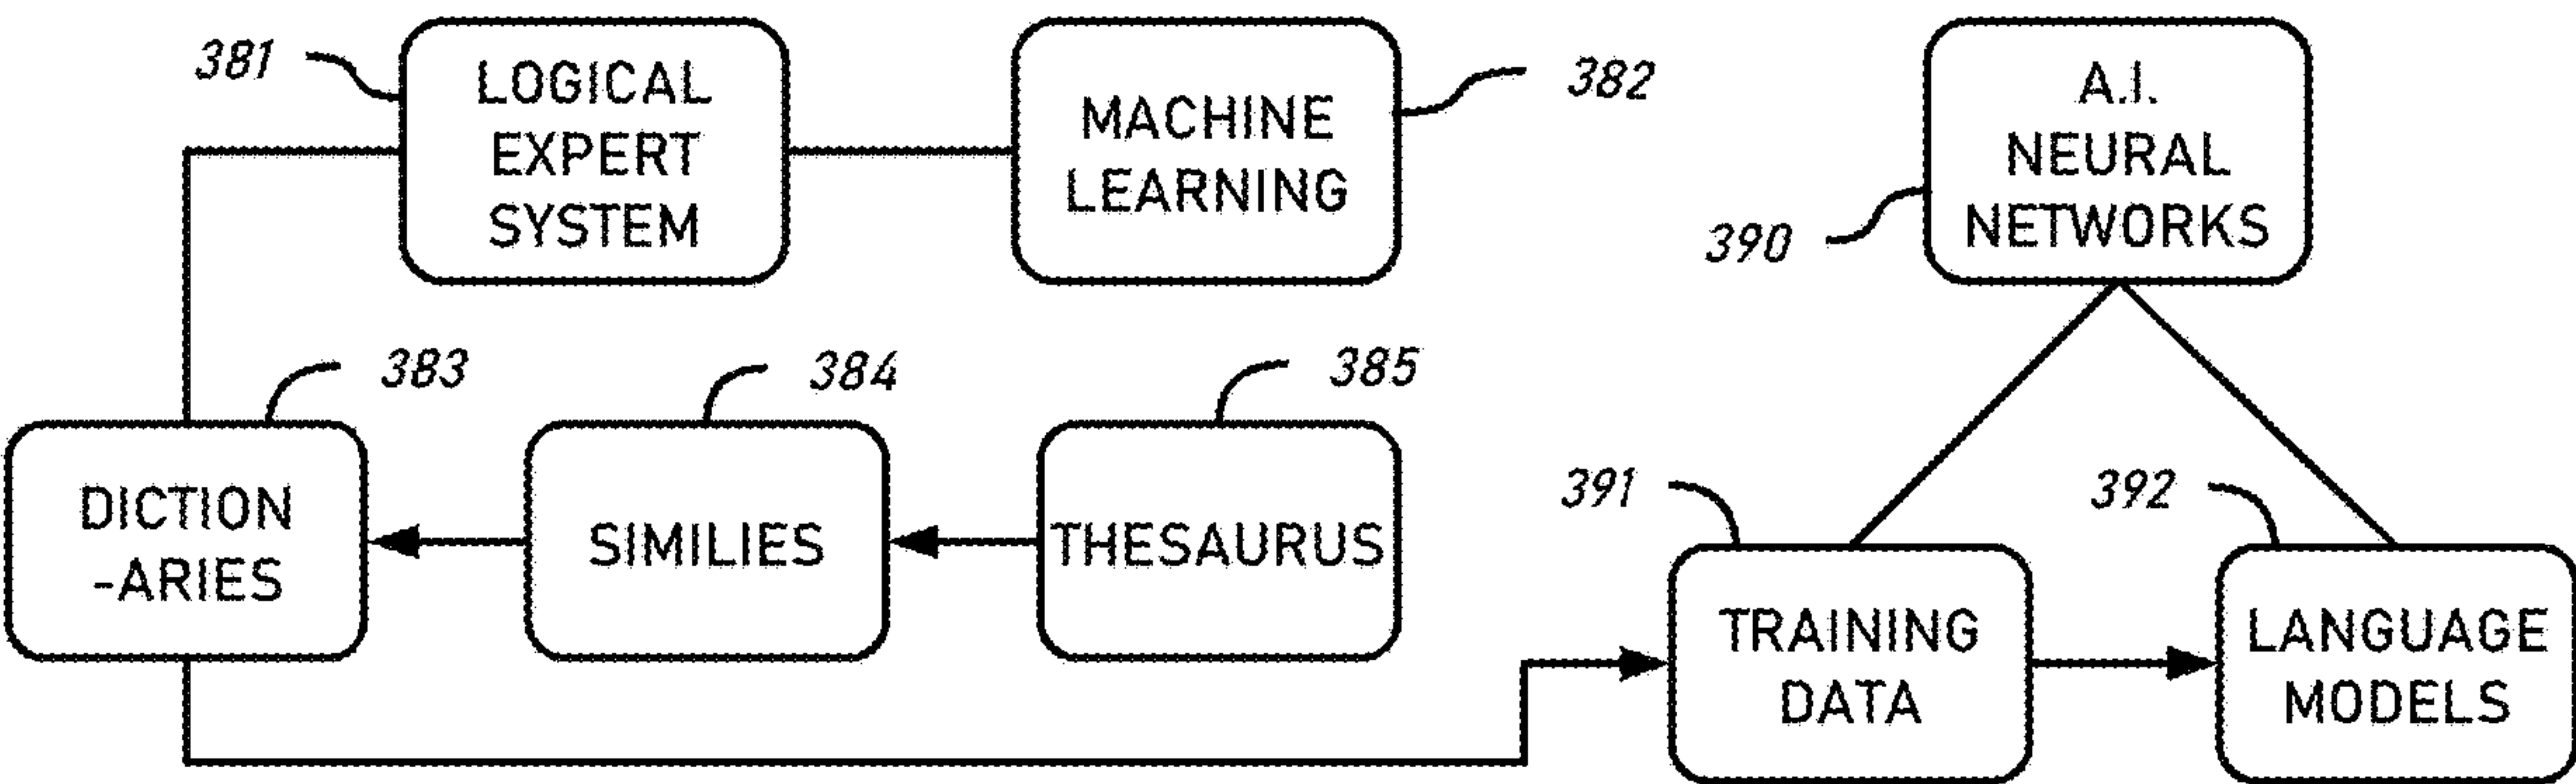 381
LOGICAL
EXPERT
SYSTEM
MACHINE
LEARNING
382
390
A.I.
NEURAL
NETWORKS
383
384
385
DICTION
-ARIES
SIMILIES
THESAURUS
391
392
TRAINING
DATA
LANGUAGE
MODELS